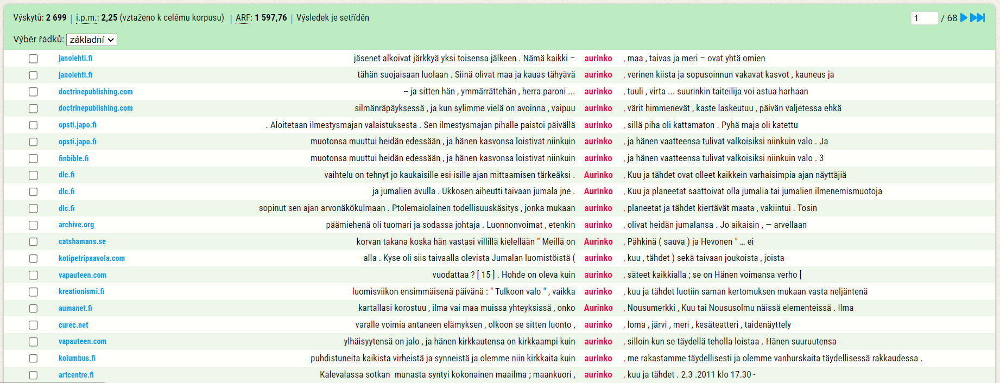 Výskytů: 2 699 | i.p.m.: 2,25 (vztaženo k celému korpusu) | ARF: 1 597,76 | Výsledek je setříděn 1 / 68
Výběr řádků: základní
janolehti.fi jäsenet alkoivat järkkyä yksi toisensa jälkeen . Nämä kaikki – aurinko , maa , taivas ja meri – ovat yhtä omien
janolehti.fi tähän suojaisaan luolaan . Siinä olivat maa ja kauas tähyävä aurinko , verinen kiista ja sopusoinnun vakavat kasvot , kauneus ja
doctrinepublishing.com -- ja sitten hän , ymmärrättehän , herra paroni ... aurinko , tuuli , virta ... suurinkin taiteilija voi astua harhaan
doctrinepublishing.com silmänräpäyksessä , ja kun sylimme vielä on avoinna , vaipuu aurinko , värit himmenevät , kaste laskeutuu , päivän valjetessa ehkä
opsti.japo.fi . Aloitetaan ilmestysmajan valaistuksesta . Sen ilmestysmajan pihalle paistoi päivällä aurinko , sillä piha oli kattamaton . Pyhä maja oli katettu
opsti.japo.fi muotonsa muuttui heidän edessään , ja hänen kasvonsa loistivat niinkuin aurinko , ja hänen vaatteensa tulivat valkoisiksi niinkuin valo . Ja
finbible.fi muotonsa muuttui heidän edessään , ja hänen kasvonsa loistivat niinkuin aurinko , ja hänen vaatteensa tulivat valkoisiksi niinkuin valo . 3
dlc.fi vaihtelu on tehnyt jo kaukaisille esi-isille ajan mittaamisen tärkeäksi . Aurinko , Kuu ja tähdet ovat olleet kaikkein varhaisimpia ajan näyttäjiä
dlc.fi ja jumalien avulla . Ukkosen aiheutti taivaan jumala jne . Aurinko , Kuu ja planeetat saattoivat olla jumalia tai jumalien ilmenemismuotoja
dlc.fi sopinut sen ajan arvonäkökulmaan . Ptolemaiolainen todellisuuskäsitys , jonka mukaan aurinko , planeetat ja tähdet kiertävät maata , vakiintui . Tosin
archive.org päämiehenä oli tuomari ja sodassa johtaja . Luonnonvoimat , etenkin aurinko , olivat heidän jumalansa . Jo aikaisin , — arvellaan
catshamans.se korvan takana koska hän vastasi villillä kielellään " Meillä on Aurinko , Pähkinä ( sauva ) ja Hevonen " … ei
kotipetripaavola.com alla . Kyse oli siis taivaalla olevista Jumalan luomistöistä ( aurinko , kuu , tähdet ) sekä taivaan joukoista , joista
vapauteen.com vuodattaa ? [ 15 ] . Hohde on oleva kuin aurinko , säteet kaikkialla ; se on Hänen voimansa verho [
kreationismi.fi luomisviikon ensimmäisenä päivänä : " Tulkoon valo " , vaikka aurinko , kuu ja tähdet luotiin saman kertomuksen mukaan vasta neljäntenä
aumanet.fi kartallasi korostuu , ilma vai maa muissa yhteyksissä , onko Aurinko , Nousumerkki , Kuu tai Noususolmu näissä elementeissä . Ilma
curec.net varalle voimia antaneen elämyksen , olkoon se sitten luonto , aurinko , loma , järvi , meri , kesäteatteri , taidenäyttely
vapauteen.com ylhäisyytensä on jalo , ja hänen kirkkautensa on kirkkaampi kuin aurinko , silloin kun se täydellä teholla loistaa . Hänen suuruutensa
kolumbus.fi puhdistuneita kaikista virheistä ja synneistä ja olemme niin kirkkaita kuin aurinko , me rakastamme täydellisesti ja olemme vanhurskaita täydellisessä rakkaudessa .
artcentre.fi Kalevalassa sotkan munasta syntyi kokonainen maailma ; maankuori , aurinko , kuu ja tähdet . 2.3 .2011 klo 17.30 -